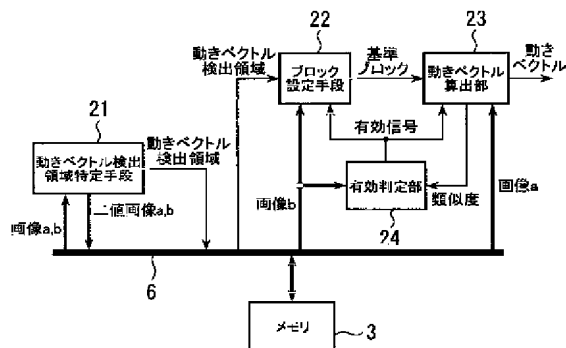 22
23
動きベクトル
検出領域
ブロック
設定手段
基準
ブロック
動きベクトル
算出部
動き
ベクトル
21
動きベクトル検出
領域特定手段
動きベクトル
検出領域
有効信号
有効判定部
24
類似度
画像a
画像b
画像a,b
二値画像a,b
6
メモリ
3